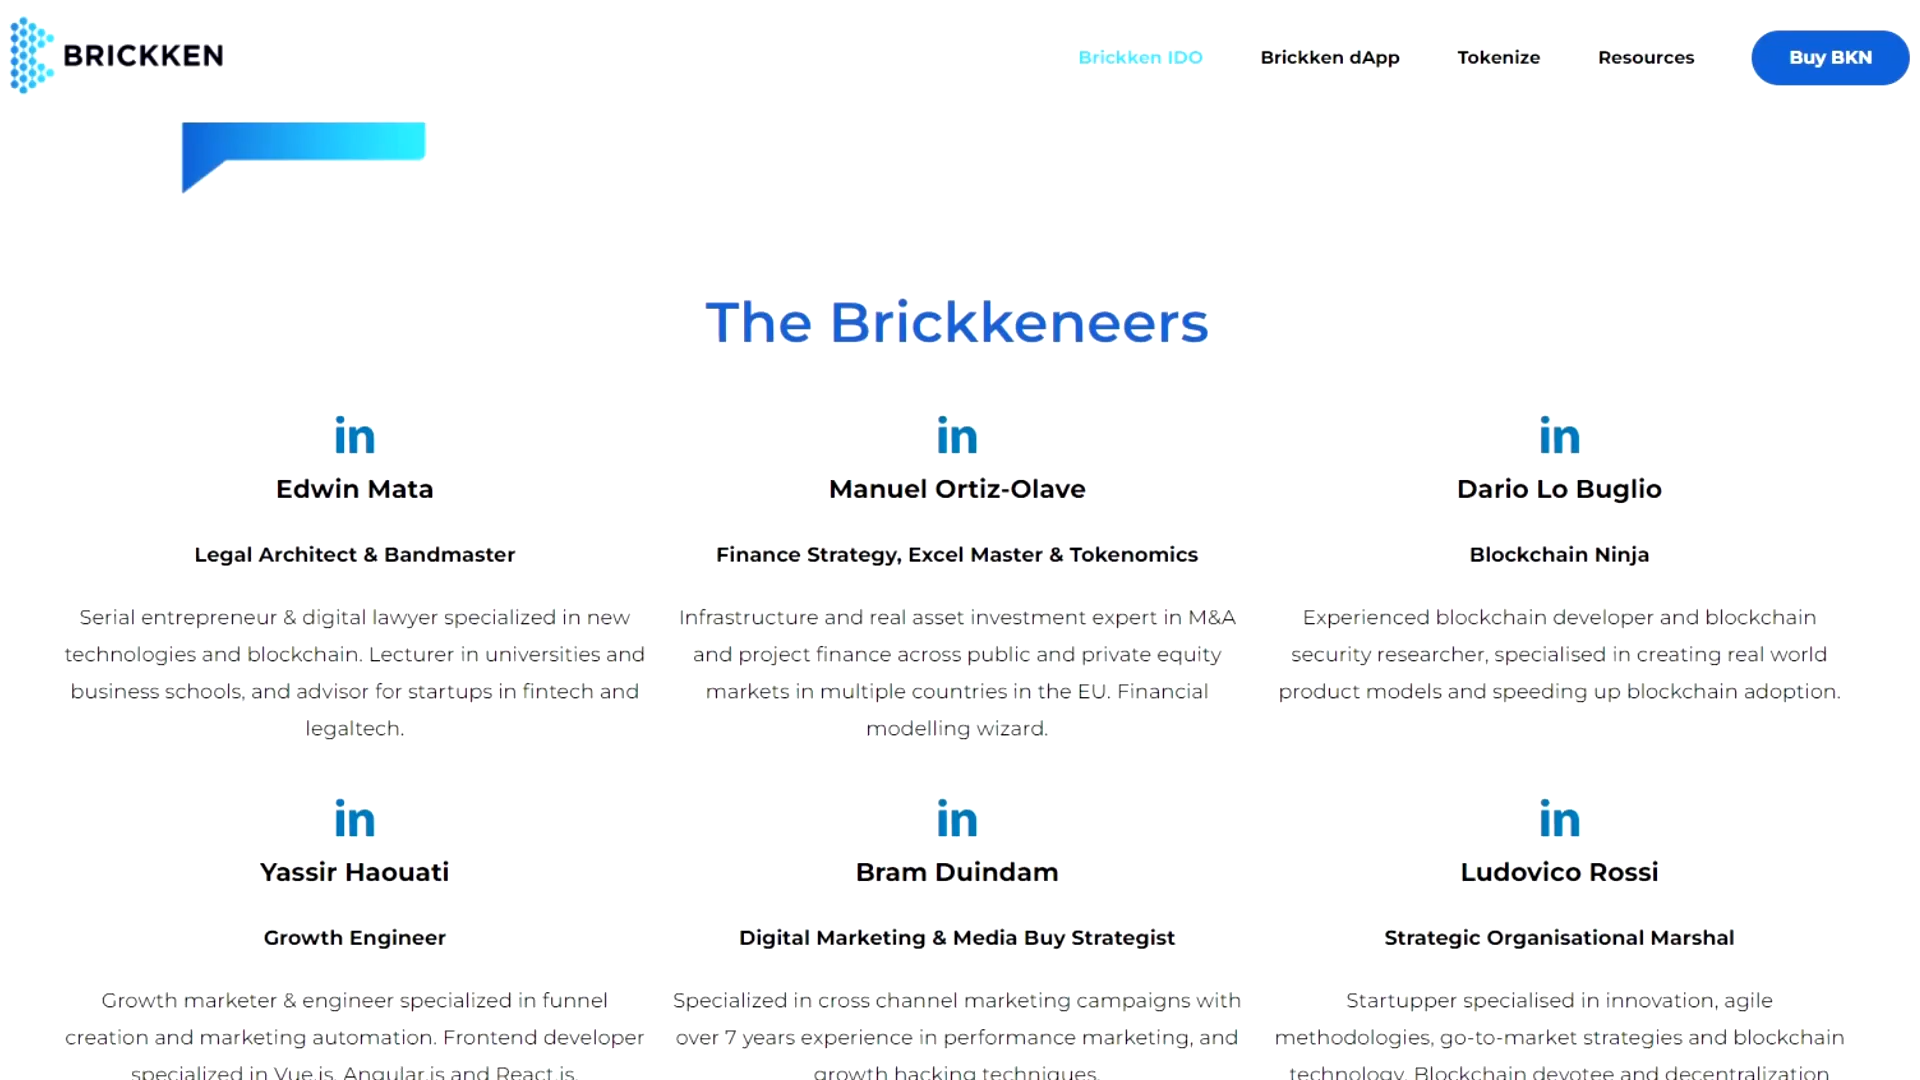 BRICKKEN
Brickken IDO
Brickken dApp
Tokenize
Resources
Buy BKN
The Brickkeneers
in
Edwin Mata
Legal Architect & Bandmaster
Serial entrepreneur & digital lawyer specialized in new
technologies and blockchain. Lecturer in universities and
business schools, and advisor for startups in fintech and
legaltech.
in
Manuel Ortiz-Olave
Finance Strategy, Excel Master & Tokenomics
Infrastructure and real asset investment expert in M&A
and project finance across public and private equity
markets in multiple countries in the EU. Financial
modelling wizard.
in
Dario Lo Buglio
Blockchain Ninja
Experienced blockchain developer and blockchain
security researcher, specialised in creating real world
product models and speeding up blockchain adoption.
in
Yassir Haouati
Growth Engineer
Growth marketer & engineer specialized in funnel
creation and marketing automation. Frontend developer
specialized in Vue.js, Angular.js and React.js.
in
Bram Duindam
Digital Marketing & Media Buy Strategist
Specialized in cross channel marketing campaigns with
over 7 years experience in performance marketing, and
growth hacking techniques.
in
Ludovico Rossi
Strategic Organisational Marshal
Startupper specialised in innovation, agile
methodologies, go-to-market strategies and blockchain
technology. Blockchain devotee and decentralization